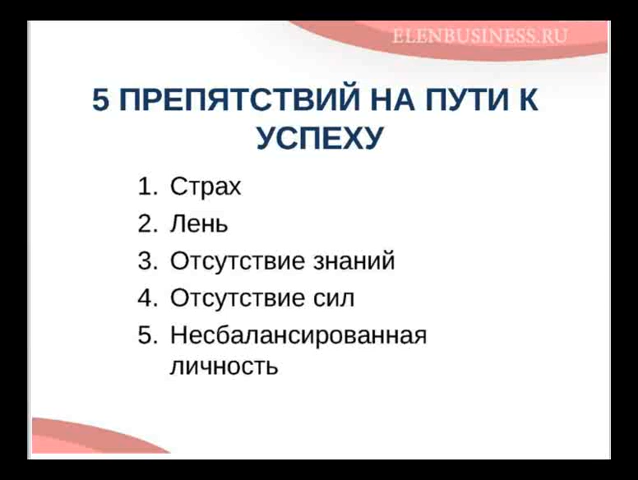 ELENBUSINESS.RU
5 ПРЕПЯТСТВИЙ НА ПУТИ К
УСПЕХУ
1. Страх
2. Лень
3. Отсутствие знаний
4. Отсутствие сил
5. Несбалансированная
личность